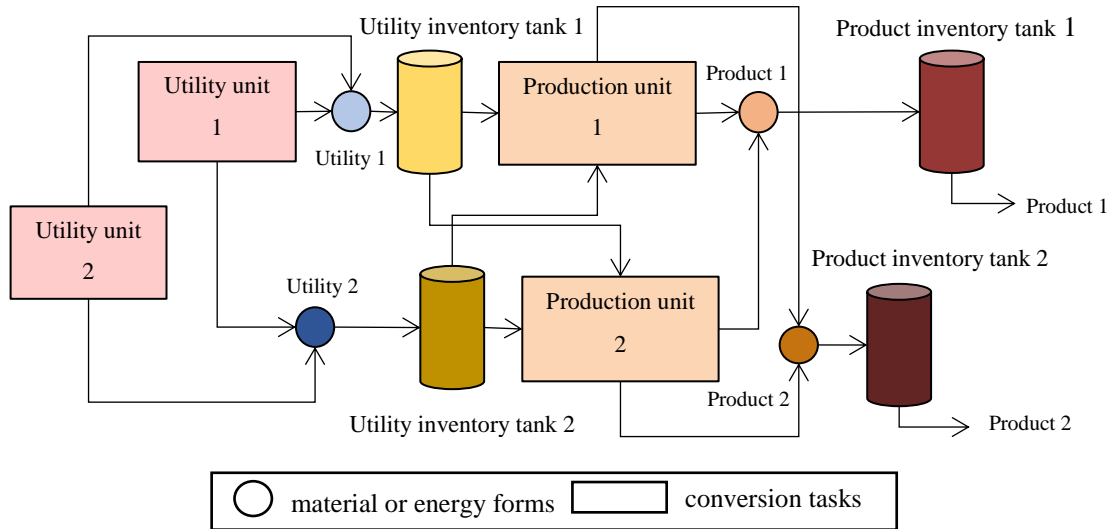 Utility inventory tank 1
Product inventory tank 1
Utility unit
1
Production unit
1
Product 1
Utility 1
Product 1
Utility unit
2
Utility 2
Production unit
2
Product inventory tank 2
Product 2
Utility inventory tank 2
Product 2
material or energy forms
conversion tasks